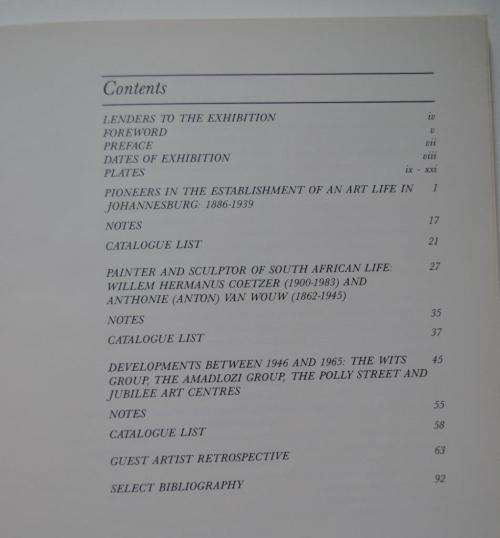 Contents
LENDERS TO THE EXHIBITION iv
FOREWORD v
PREFACE vii
DATES OF EXHIBITION viii
PLATES ix - xxi
PIONEERS IN THE ESTABLISHMENT OF AN ART LIFE IN 1
JOHANNESBURG: 1886-1939
NOTES 17
CATALOGUE LIST 21
PAINTER AND SCULPTOR OF SOUTH AFRICAN LIFE: 27
WILLEM HERMANUS COETZER (1900-1983) AND
ANTHONIE (ANTON) VAN WOUW (1862-1945)
NOTES 35
CATALOGUE LIST 37
DEVELOPMENTS BETWEEN 1946 AND 1965: THE WITS 45
GROUP, THE AMADLOZI GROUP, THE POLLY STREET AND
JUBILEE ART CENTRES
NOTES 55
CATALOGUE LIST 58
GUEST ARTIST RETROSPECTIVE 63
SELECT BIBLIOGRAPHY 92